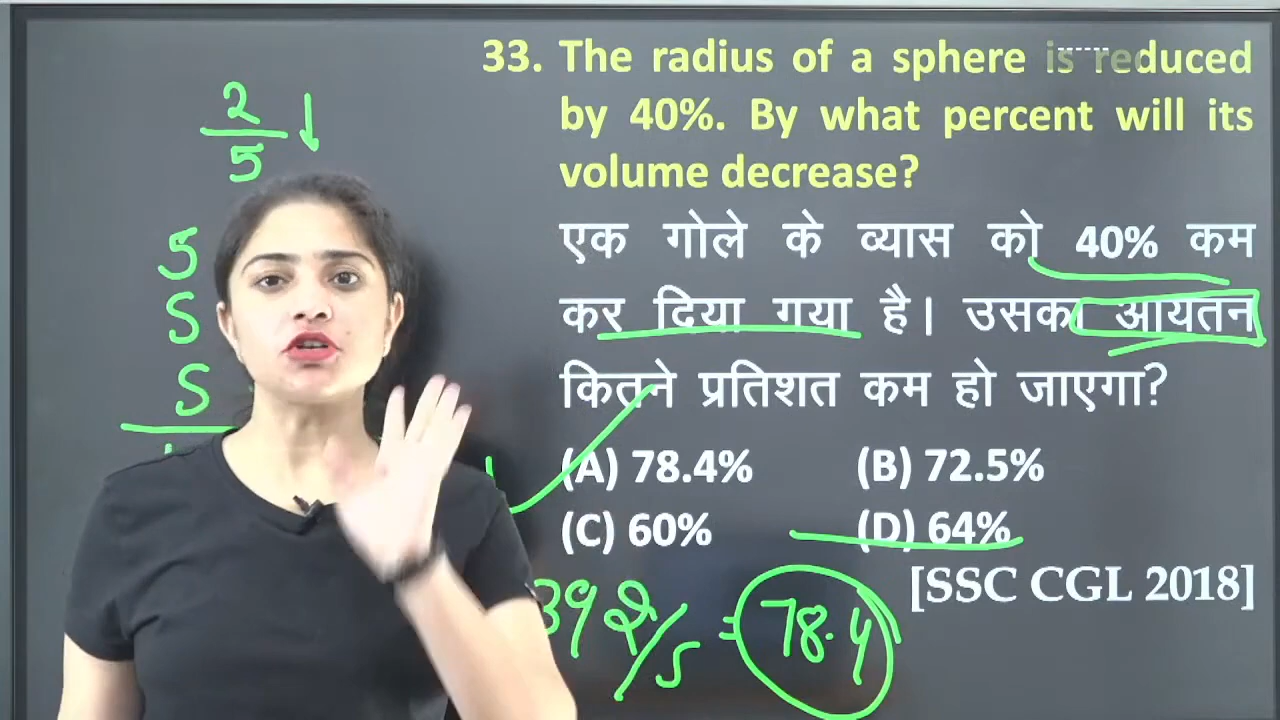 33. The radius of a sphere is reduced
by 40%. By what percent will its
volume decrease?
एक गोले के व्यास को 40% कम
कर दिया गया है। उसका आयतन
कितने प्रतिशत कम हो जाएगा?
(A) 78.4% (B) 72.5%
(C) 60% (D) 64%
[SSC CGL 2018]
2
5
5
5
5
392/5 = 78.4